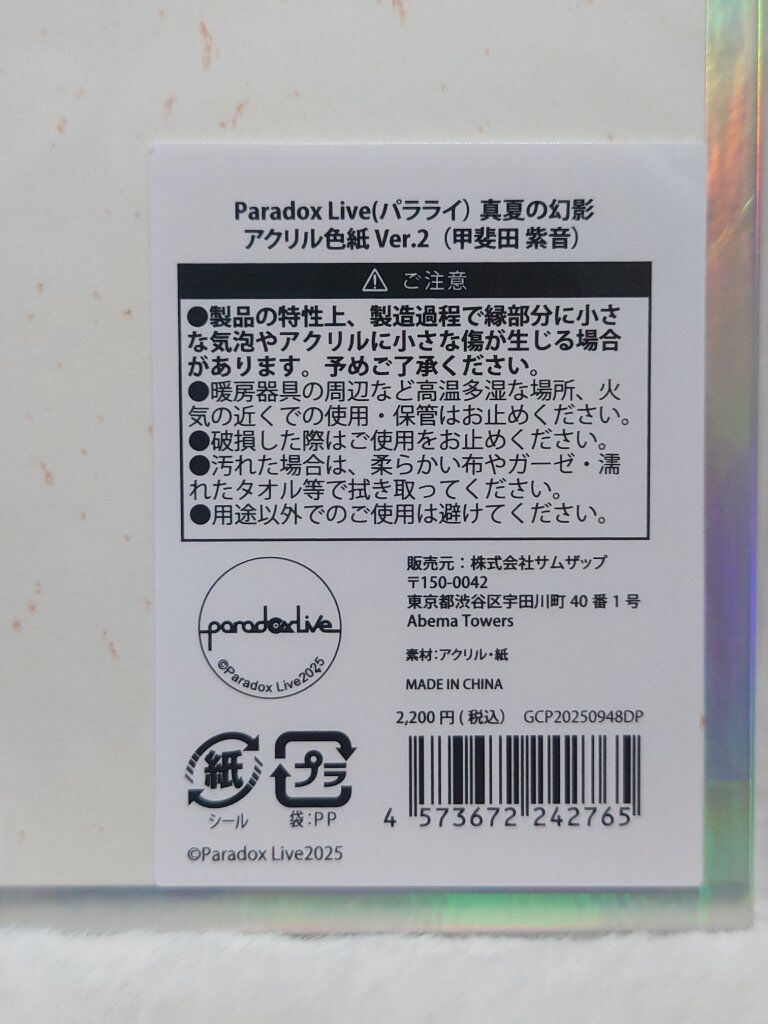 Paradox Live(パラライ) 真夏の幻影
アクリル色紙 Ver.2（甲斐田 紫音）
⚠ ご注意
●製品の特性上、製造過程で縁部分に小さ
な気泡やアクリルに小さな傷が生じる場合
があります。予めご了承ください。
●暖房器具の周辺など高温多湿な場所、火
気の近くでの使用・保管はお止めください。
●破損した際はご使用をお止めください。
●汚れた場合は、柔らかい布やガーゼ・濡
れたタオル等で拭き取ってください。
●用途以外でのご使用は避けてください。
paradox live
©Paradox Live2025
販売元：株式会社サムザップ
〒150-0042
東京都渋谷区宇田川町 40 番 1 号
Abema Towers
素材：アクリル・紙
MADE IN CHINA
2,200 円 ( 税込） GCP20250948DP
紙
シール
プラ
袋：PP
4 573672 242765
©Paradox Live2025